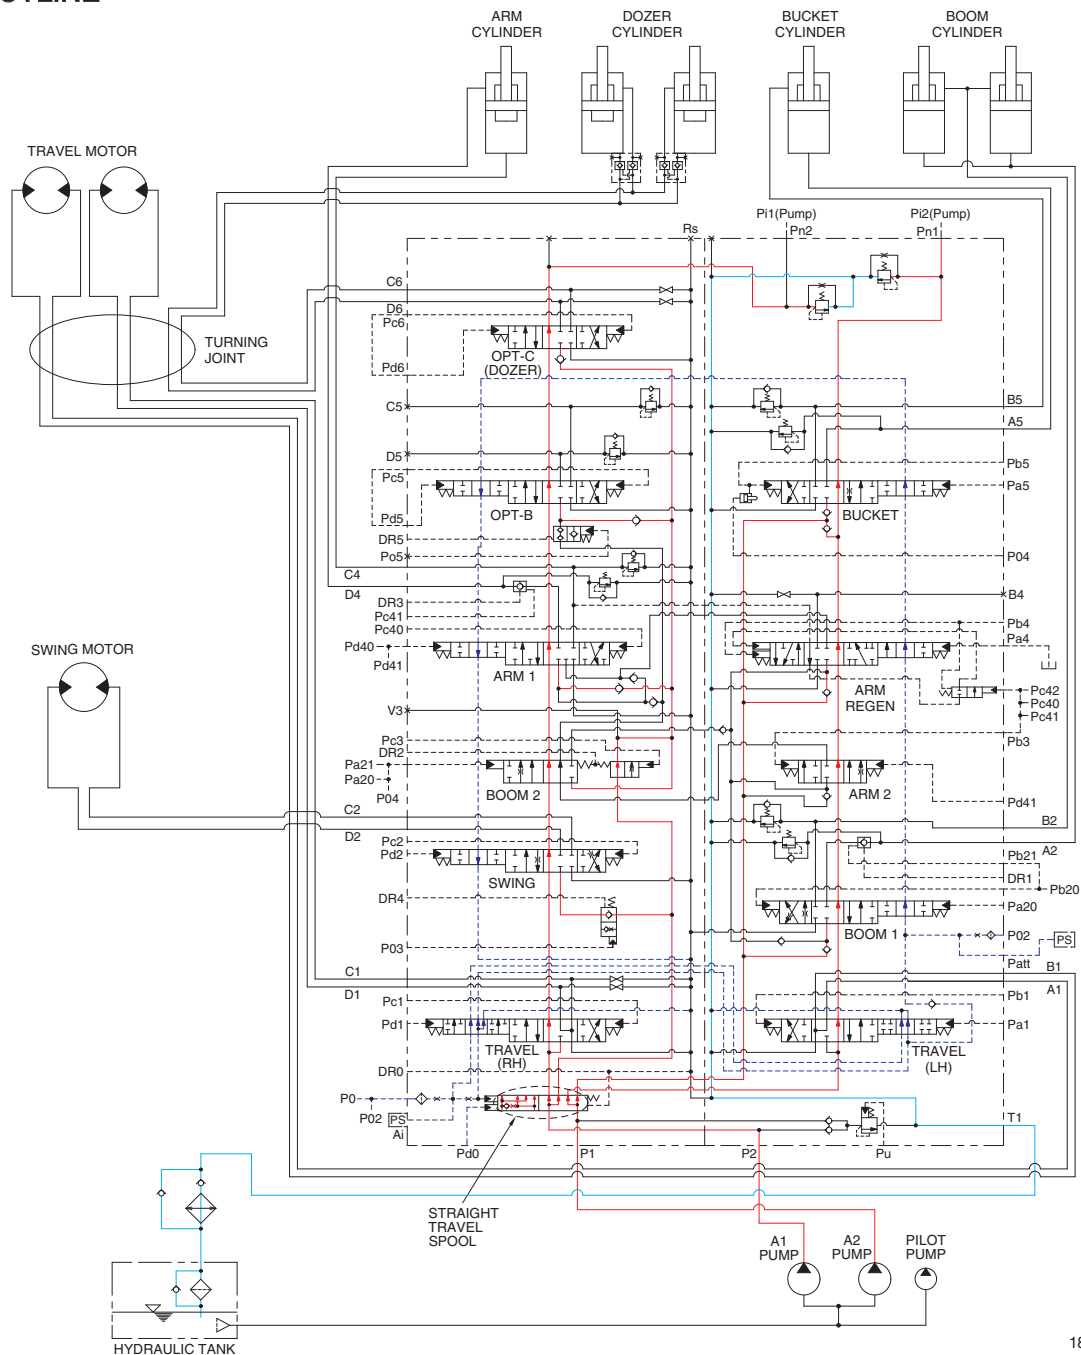 ARM
CYLINDER
DOZER
CYLINDER
BUCKET
CYLINDER
BOOM
CYLINDER
TRAVEL MOTOR
TURNING
JOINT
Pi1(Pump)
Pn2
Pi2(Pump)
Pn1
Rs
C6
D6
Pc6
Pd6
OPT-C
(DOZER)
C5
D5
Pc5
Pd5
OPT-B
DR5
Po5
B5
A5
Pb5
Pa5
BUCKET
P04
C4
D4
DR3
Pc41
Pc40
Pd40
Pd41
ARM 1
B4
Pb4
Pa4
ARM
REGEN
Pc42
Pc40
Pc41
SWING MOTOR
V3
Pc3
DR2
Pa21
Pa20
P04
BOOM 2
Pb3
ARM 2
Pd41
C2
D2
Pc2
Pd2
SWING
B2
A2
Pb21
DR1
Pb20
DR4
P03
BOOM 1
Pa20
P02
PS
Patt
C1
D1
Pc1
Pd1
TRAVEL
(RH)
B1
A1
Pb1
Pa1
TRAVEL
(LH)
DR0
P0
P02
PS
Ai
Pd0
P1
P2
Pu
T1
STRAIGHT
TRAVEL
SPOOL
A1
PUMP
A2
PUMP
PILOT
PUMP
HYDRAULIC TANK